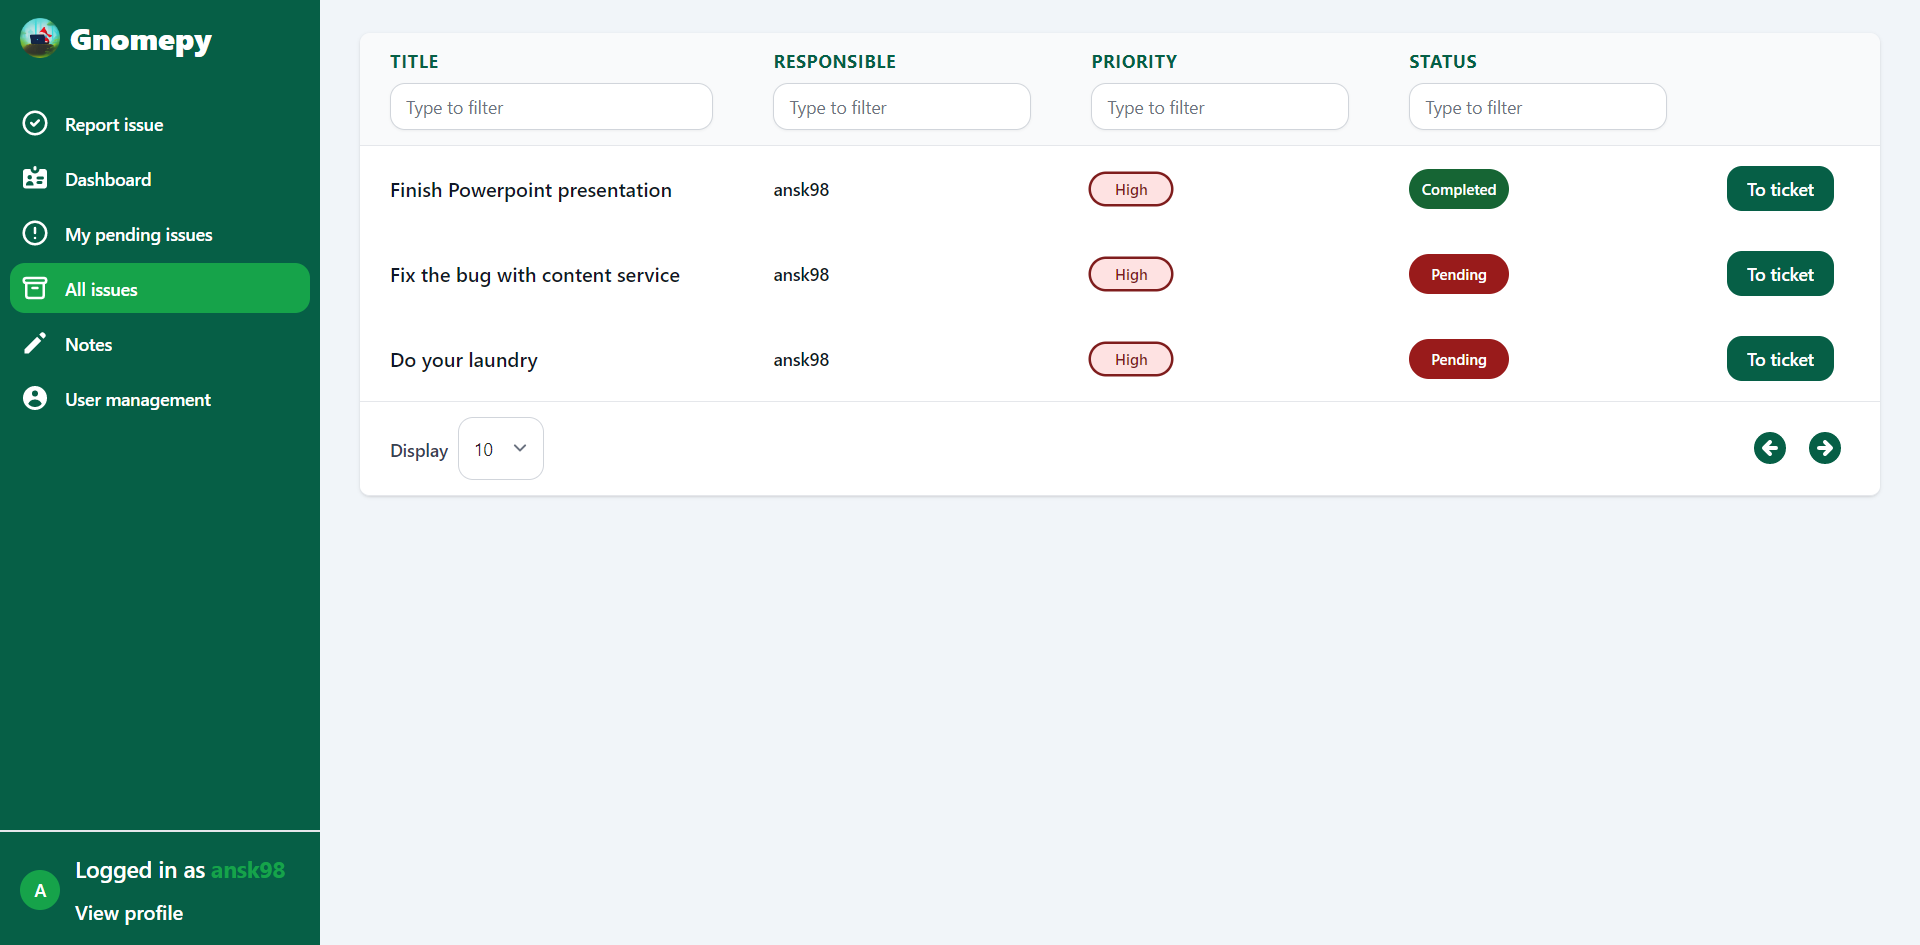 Gnomepy
Report issue
Dashboard
My pending issues
All issues
Notes
User management
Logged in as ansk98
A
View profile
TITLE RESPONSIBLE PRIORITY STATUS
Type to filter Type to filter Type to filter Type to filter
Finish Powerpoint presentation ansk98 High Completed To ticket
Fix the bug with content service ansk98 High Pending To ticket
Do your laundry ansk98 High Pending To ticket
Display 10